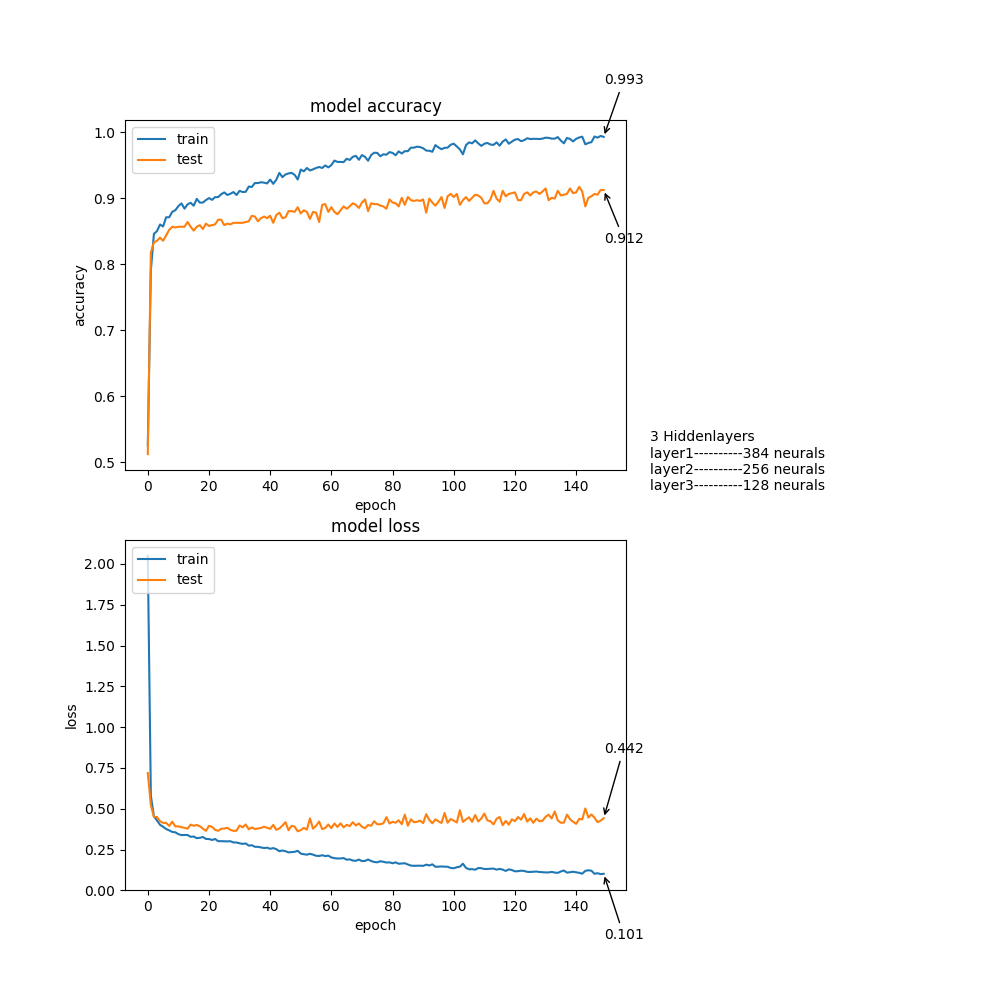 0.993
model accuracy
train
test
1.0
0.9
0.8
0.7
0.6
0.5
accuracy
0.912
0 20 40 60 80 100 120 140
epoch
3 Hiddenlayers
layer1----------384 neurals
layer2----------256 neurals
layer3----------128 neurals
model loss
train
test
2.00
1.75
1.50
1.25
1.00
0.75
0.50
0.25
0.00
loss
0.442
0 20 40 60 80 100 120 140
epoch
0.101